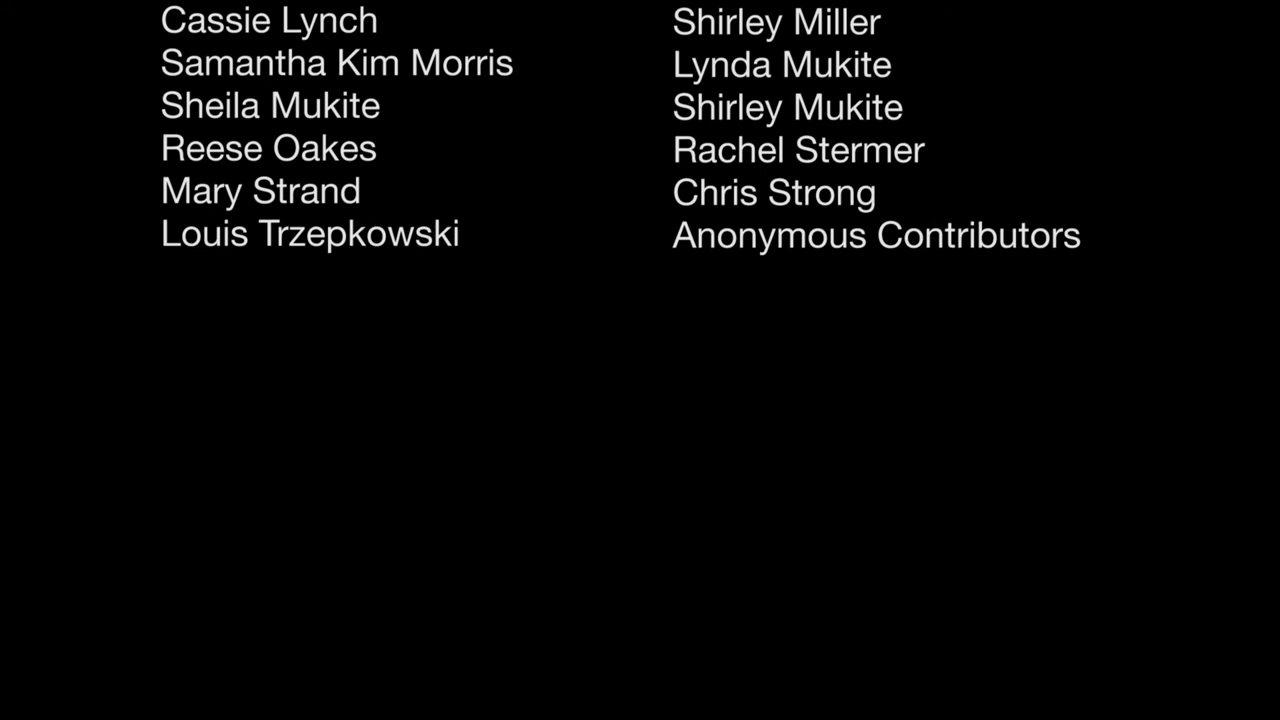 Cassie Lynch
Samantha Kim Morris
Sheila Mukite
Reese Oakes
Mary Strand
Louis Trzepkowski
Shirley Miller
Lynda Mukite
Shirley Mukite
Rachel Stermer
Chris Strong
Anonymous Contributors